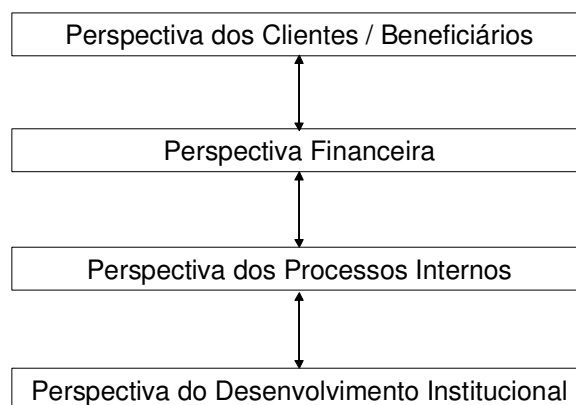 Perspectiva dos Clientes / Beneficiários
Perspectiva Financeira
Perspectiva dos Processos Internos
Perspectiva do Desenvolvimento Institucional